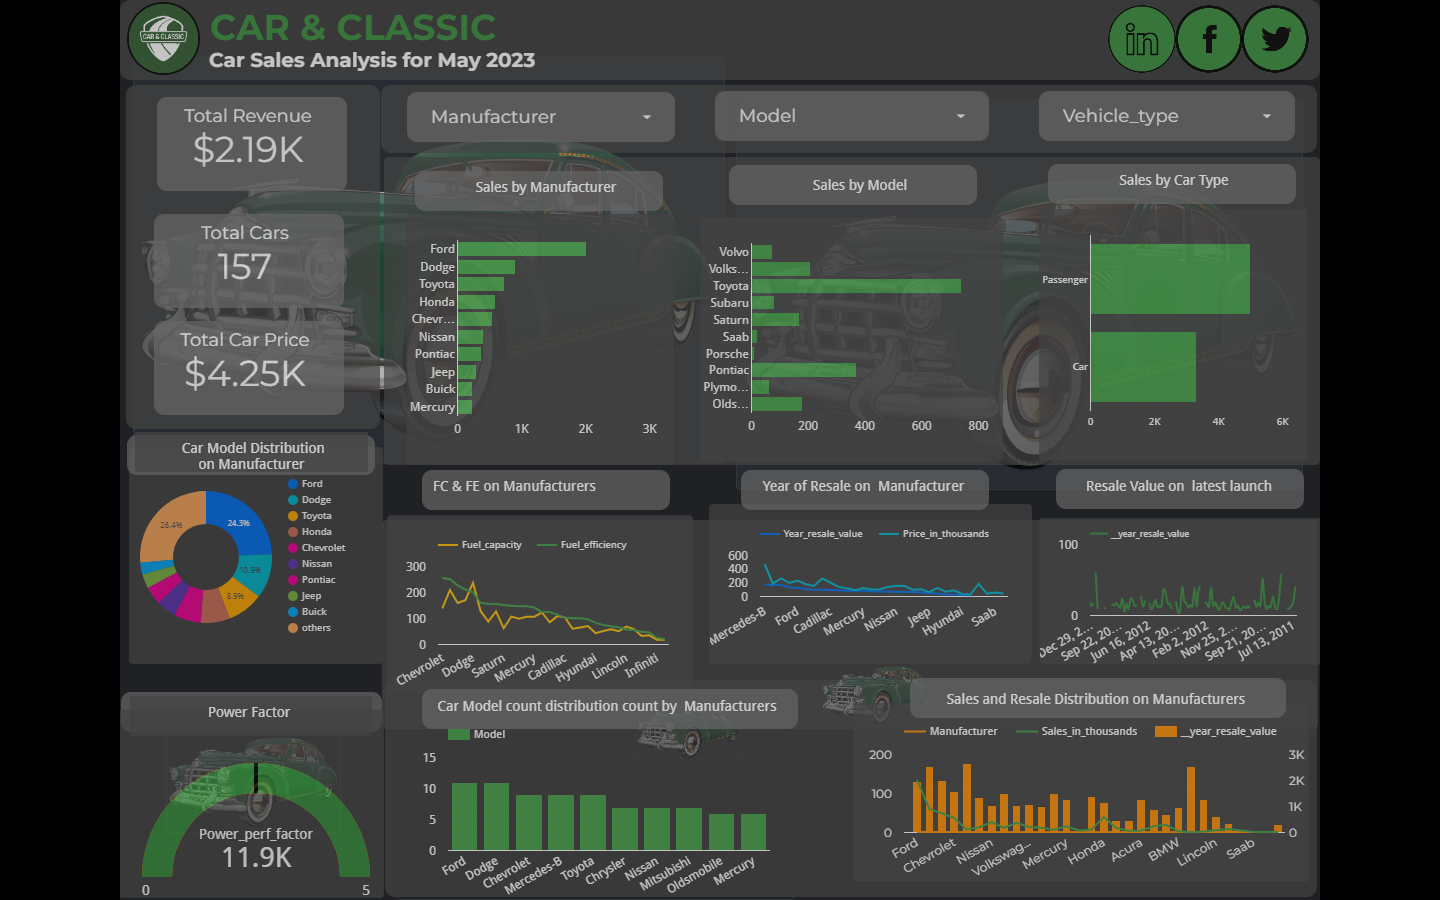 CAR & CLASSIC
CAR & CLASSIC
Car Sales Analysis for May 2023
in
f
Total Revenue
$2.19K
Total Cars
157
Total Car Price
$4.25K
Manufacturer
Model
Vehicle_type
Sales by Manufacturer
Ford
Dodge
Toyota
Honda
Chevr...
Nissan
Pontiac
Jeep
Buick
Mercury
0 1K 2K 3K
Sales by Model
Volvo
Volks...
Toyota
Subaru
Saturn
Saab
Porsche
Pontiac
Plymo...
Olds...
0 200 400 600 800
Sales by Car Type
Passenger
Car
0 2K 4K 6K
Car Model Distribution
on Manufacturer
24.3%
10.9%
8.9%
26.4%
Ford
Dodge
Toyota
Honda
Chevrolet
Nissan
Pontiac
Jeep
Buick
others
FC & FE on Manufacturers
Fuel_capacity Fuel_efficiency
300
200
100
0
Chevrolet Dodge Saturn Mercury Cadillac Hyundai Lincoln Infiniti
Year of Resale on Manufacturer
Year_resale_value Price_in_thousands
600
400
200
0
Mercedes-B Ford Cadillac Mercury Nissan Jeep Hyundai Saab
Resale Value on latest launch
__year_resale_value
100
0
Dec 29, 2... Sep 22, 20... Jun 16, 2012 Apr 13, 20... Feb 2, 2012 Nov 25, 2... Sep 21, 20... Jul 13, 2011
Power Factor
Power_perf_factor
11.9K
0 5
Car Model count distribution count by Manufacturers
Model
15
10
5
0
Ford Dodge Chevrolet Mercedes-B Toyota Chrysler Nissan Mitsubishi Oldsmobile Mercury
Sales and Resale Distribution on Manufacturers
Manufacturer Sales_in_thousands __year_resale_value
200
100
0
3K
2K
1K
0
Ford Chevrolet Nissan Volkswag... Mercury Honda Acura BMW Lincoln Saab